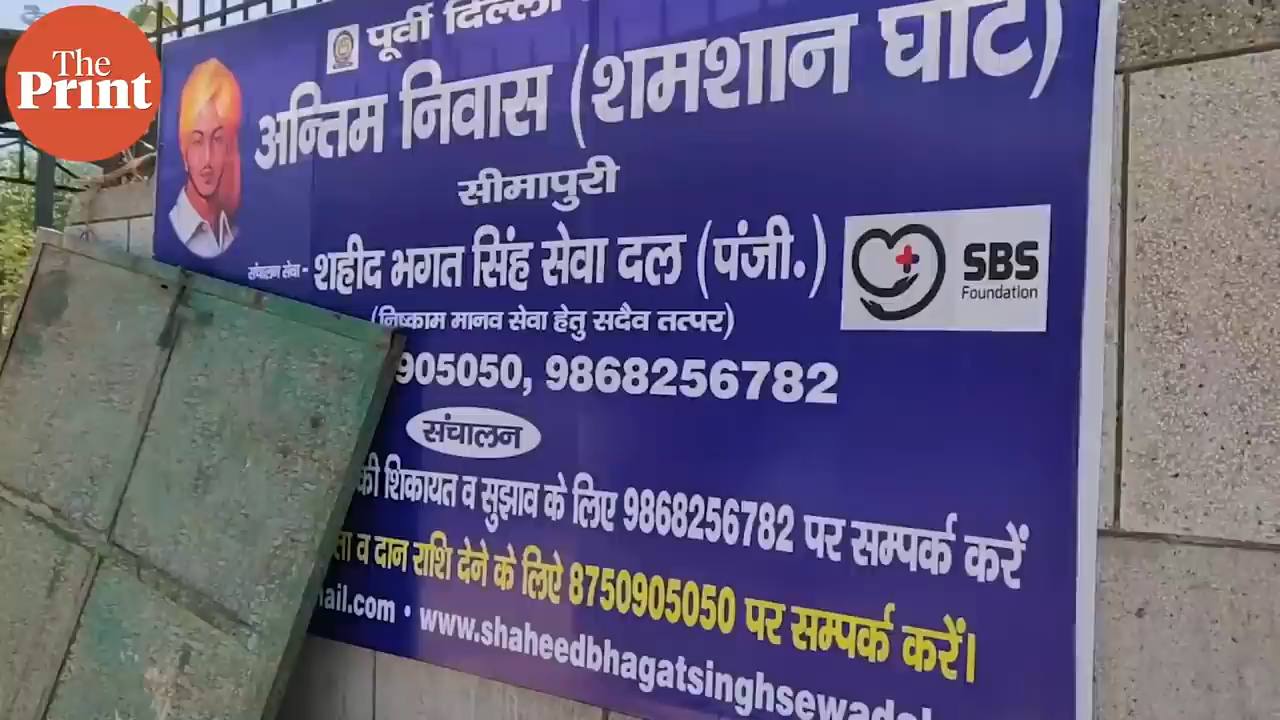 The
Print
पूर्वी दिल्ली
अन्तिम निवास (शमशान घाट)
सीमापुरी
संचालन सेवा - शहीद भगत सिंह सेवा दल (पंजी.)
SBS
Foundation
(निष्काम मानव सेवा हेतु सदैव तत्पर)
905050, 9868256782
संचालन
की शिकायत व सुझाव के लिए 9868256782 पर सम्पर्क करें
व दान राशि देने के लिऐ 8750905050 पर सम्पर्क करें।
ail.com • www.shaheedbhagatsinghsewada